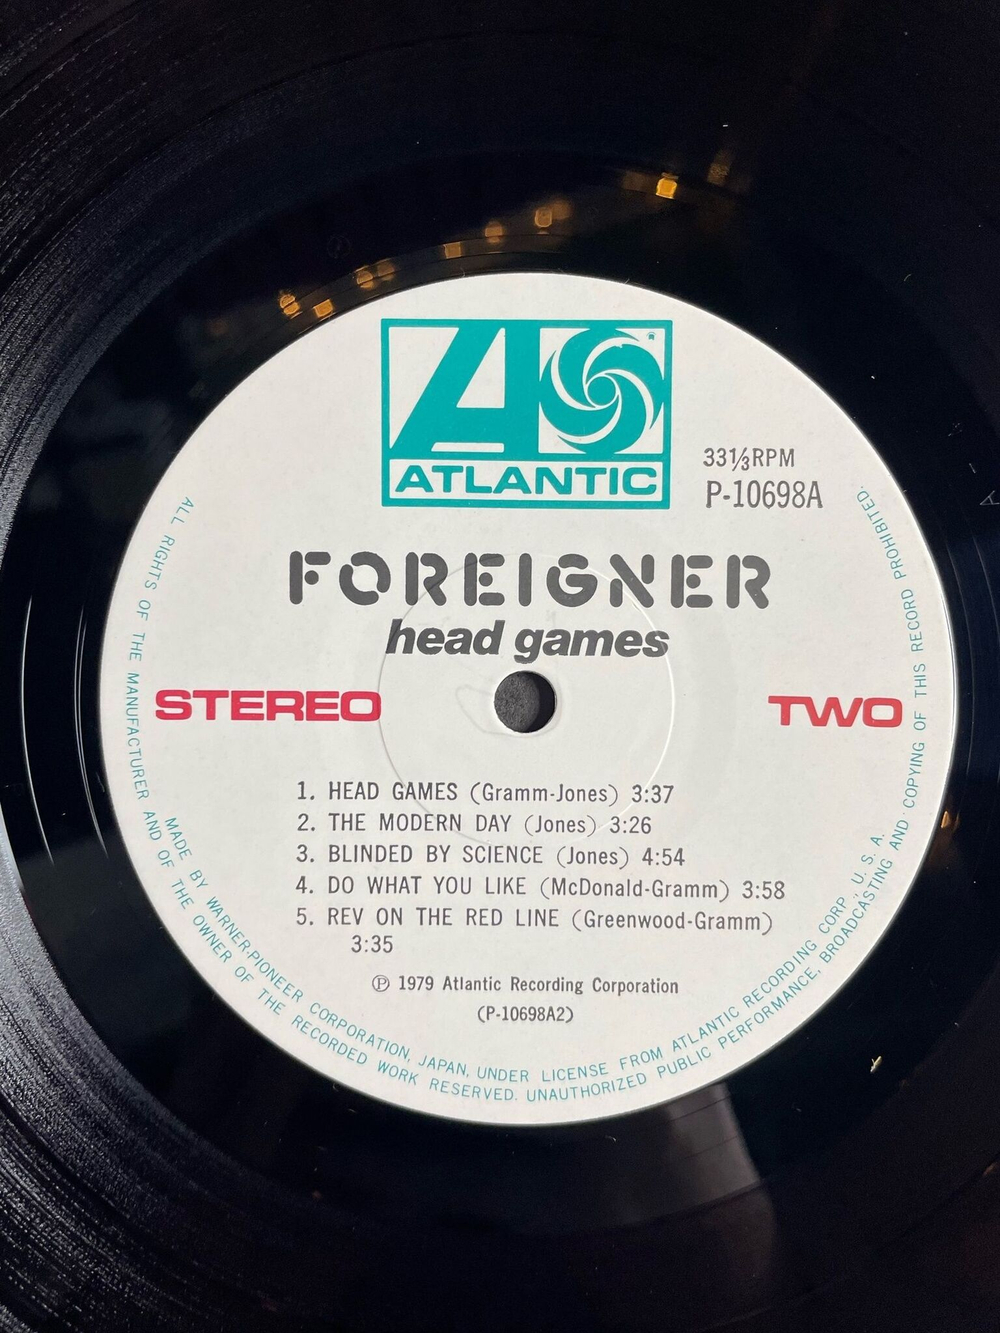 ATLANTIC
33⅓RPM
P-10698A
FOREIGNER
head games
STEREO
TWO
1. HEAD GAMES (Gramm-Jones) 3:37
2. THE MODERN DAY (Jones) 3:26
3. BLINDED BY SCIENCE (Jones) 4:54
4. DO WHAT YOU LIKE (McDonald-Gramm) 3:58
5. REV ON THE RED LINE (Greenwood-Gramm)
3:35
Ⓟ 1979 Atlantic Recording Corporation
(P-10698A2)
MADE BY WARNER-PIONEER CORPORATION, JAPAN, UNDER LICENSE FROM ATLANTIC RECORDING CORP., U. S. A.
ALL RIGHTS OF THE MANUFACTURER AND OF THE OWNER OF THE RECORDED WORK RESERVED. UNAUTHORIZED PUBLIC PERFORMANCE, BROADCASTING AND COPYING OF THIS RECORD PROHIBITED.